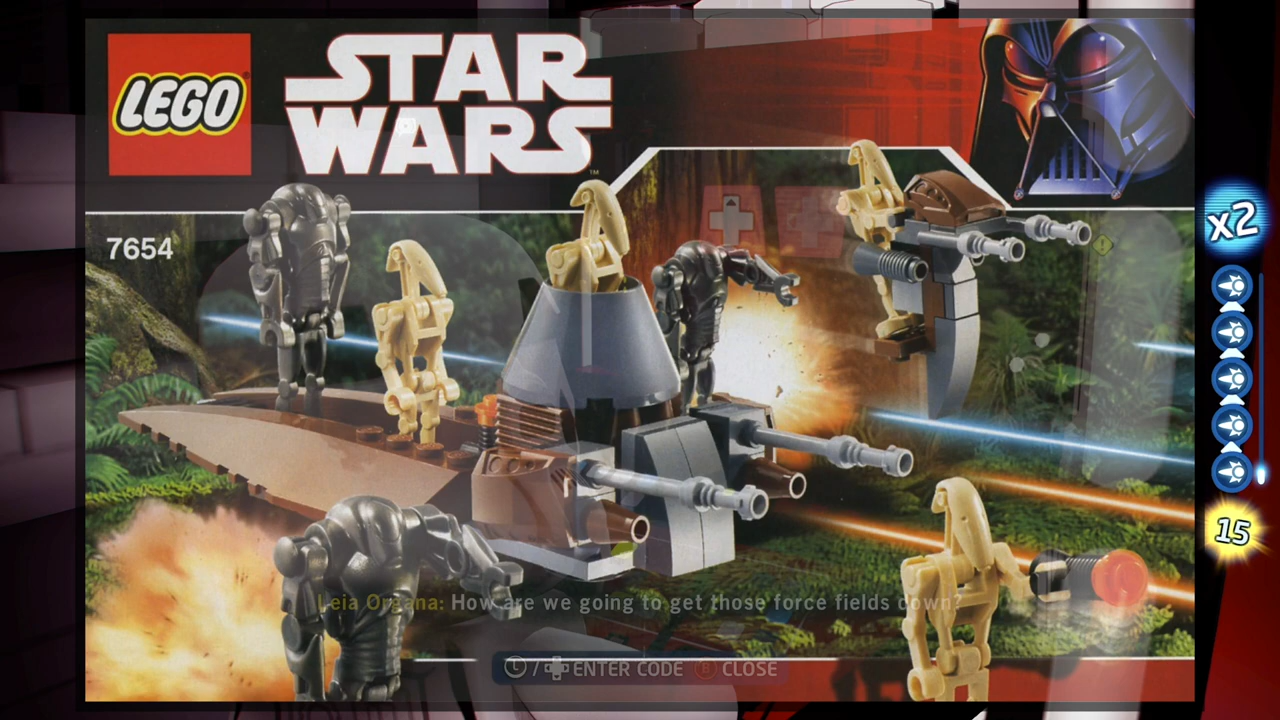 LEGO
STAR
WARS
™
7654
x2
15
Leia Organa: How are we going to get those force fields down?
L / ENTER CODE B CLOSE